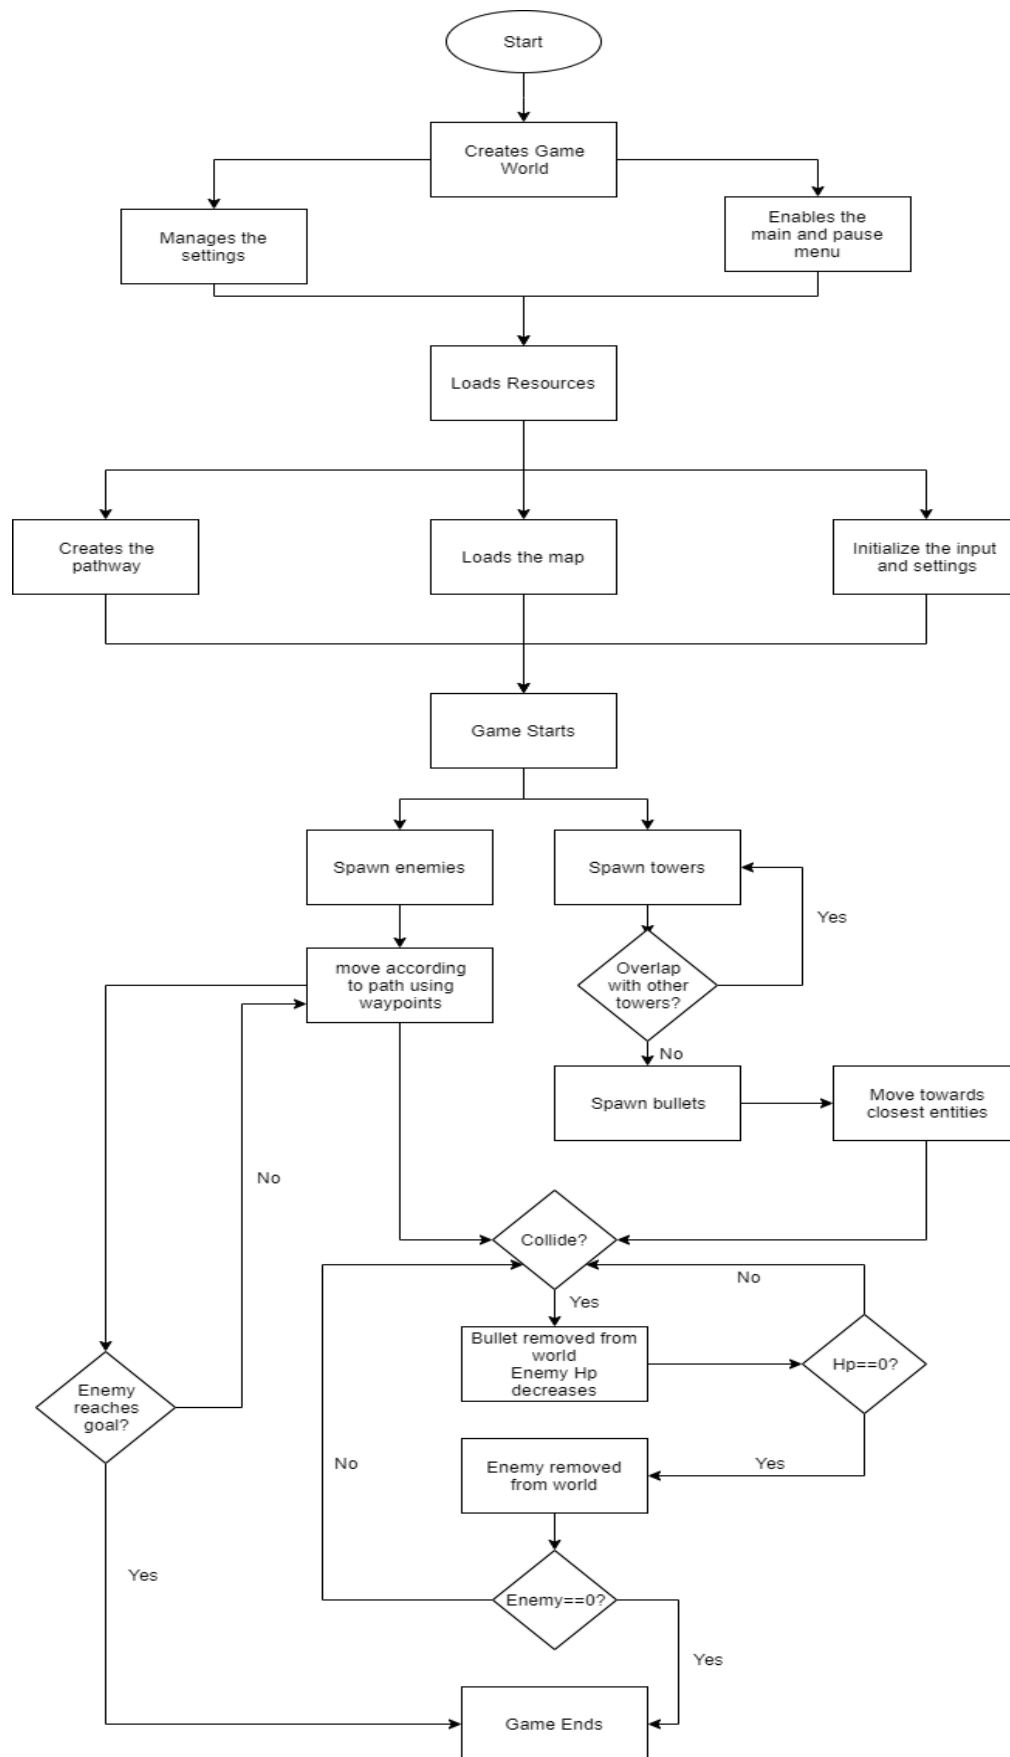 Start
Creates Game
World
Manages the
settings
Enables the
main and pause
menu
Loads Resources
Creates the
pathway
Loads the map
Initialize the input
and settings
Game Starts
Spawn enemies
Spawn towers
Yes
move according
to path using
waypoints
Overlap
with other
towers?
No
Spawn bullets
Move towards
closest entities
No
Collide?
No
Yes
Bullet removed from
world
Enemy Hp
decreases
Hp==0?
Enemy
reaches
goal?
No
Enemy removed
from world
Yes
Yes
Enemy==0?
Yes
Game Ends